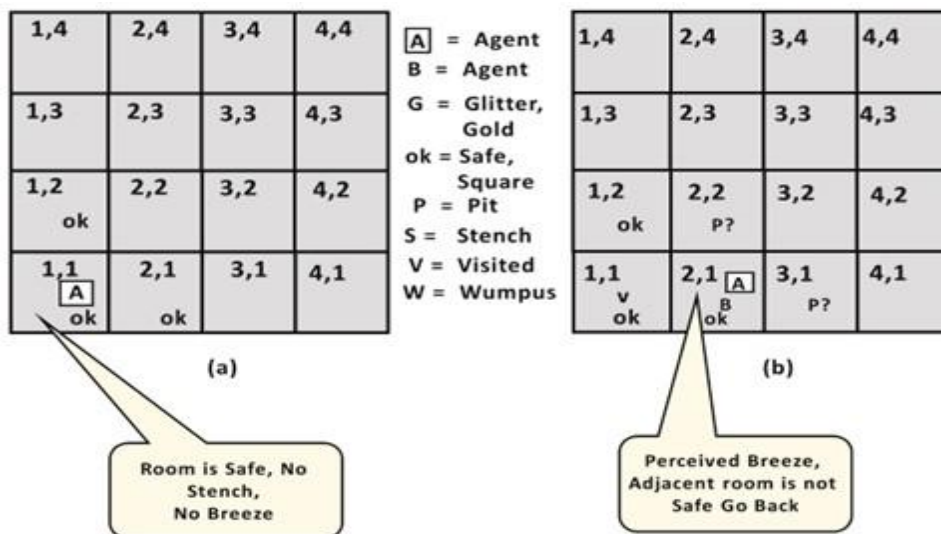 1,4 2,4 3,4 4,4
1,3 2,3 3,3 4,3
1,2 2,2 3,2 4,2
ok
1,1 2,1 3,1 4,1
A
ok ok
(a)
Room is Safe, No
Stench,
No Breeze
A = Agent
B = Agent
G = Glitter,
Gold
ok = Safe,
Square
P = Pit
S = Stench
V = Visited
W = Wumpus
1,4 2,4 3,4 4,4
1,3 2,3 3,3 4,3
1,2 2,2 3,2 4,2
ok P?
1,1 2,1 A 3,1 4,1
v B P?
ok ok
(b)
Perceived Breeze,
Adjacent room is not
Safe Go Back